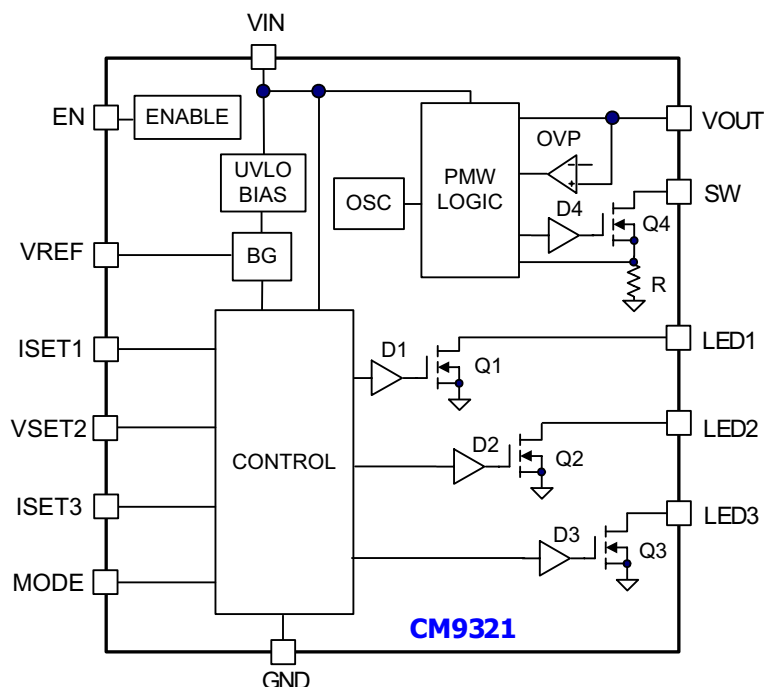 VIN
EN
ENABLE
VOUT
OVP
UVLO
BIAS
PMW
LOGIC
OSC
D4
SW
Q4
VREF
BG
R
ISET1
D1
Q1
LED1
VSET2
D2
Q2
LED2
CONTROL
ISET3
D3
Q3
LED3
MODE
CM9321
GND